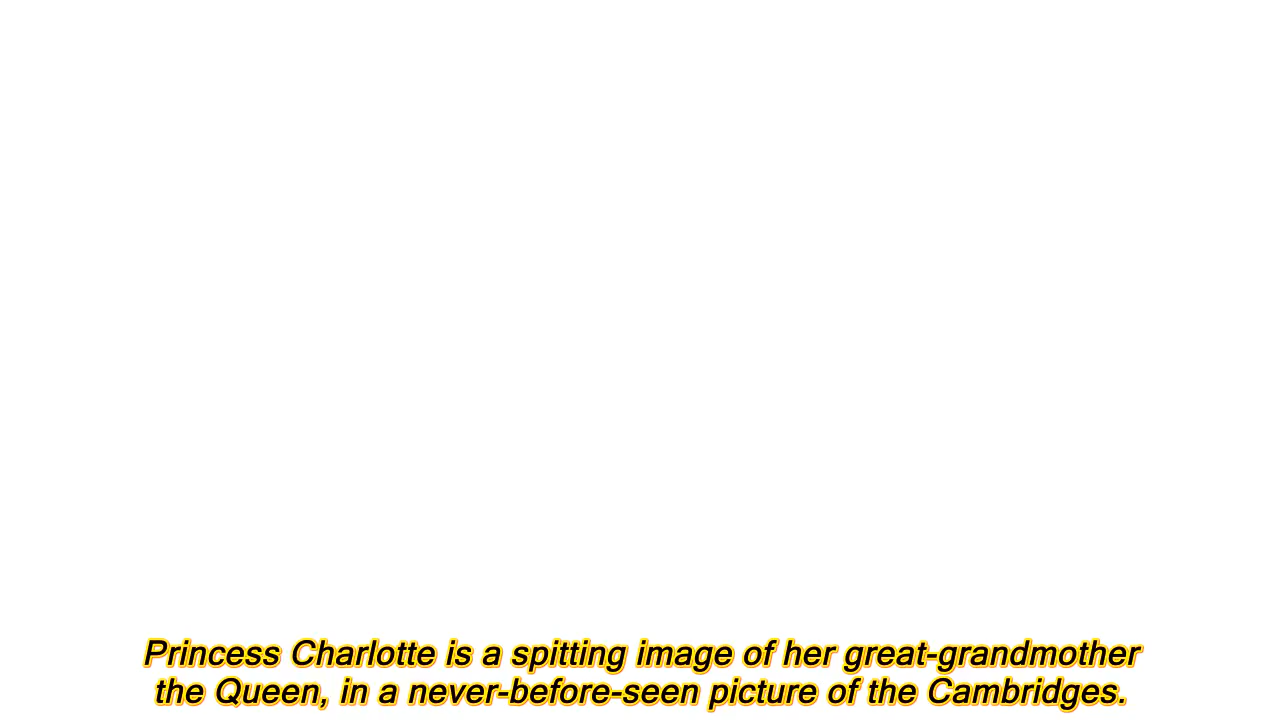 Princess Charlotte is a spitting image of her great-grandmother
the Queen, in a never-before-seen picture of the Cambridges.